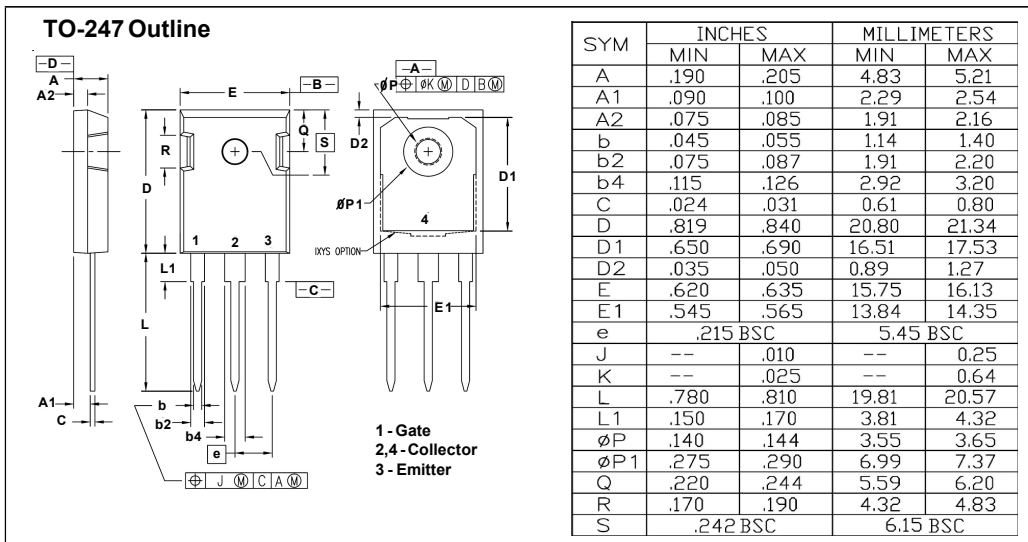 TO-247 Outline
– D –
A
A2
R
D
L
A1
C
E
– B –
Q
S
1 2 3
L1
– C –
b
b2
b4
e
⌖ J Ⓜ C A Ⓜ
– A –
øP ⌖ øK Ⓜ D B Ⓜ
D2
D1
øP1
4
IXYS OPTION
E1
1 - Gate
2,4 - Collector
3 - Emitter
SYM INCHES MILLIMETERS
MIN MAX MIN MAX
A .190 .205 4.83 5.21
A1 .090 .100 2.29 2.54
A2 .075 .085 1.91 2.16
b .045 .055 1.14 1.40
b2 .075 .087 1.91 2.20
b4 .115 .126 2.92 3.20
C .024 .031 0.61 0.80
D .819 .840 20.80 21.34
D1 .650 .690 16.51 17.53
D2 .035 .050 0.89 1.27
E .620 .635 15.75 16.13
E1 .545 .565 13.84 14.35
e .215 BSC 5.45 BSC
J -- .010 -- 0.25
K -- .025 -- 0.64
L .780 .810 19.81 20.57
L1 .150 .170 3.81 4.32
øP .140 .144 3.55 3.65
øP1 .275 .290 6.99 7.37
Q .220 .244 5.59 6.20
R .170 .190 4.32 4.83
S .242 BSC 6.15 BSC